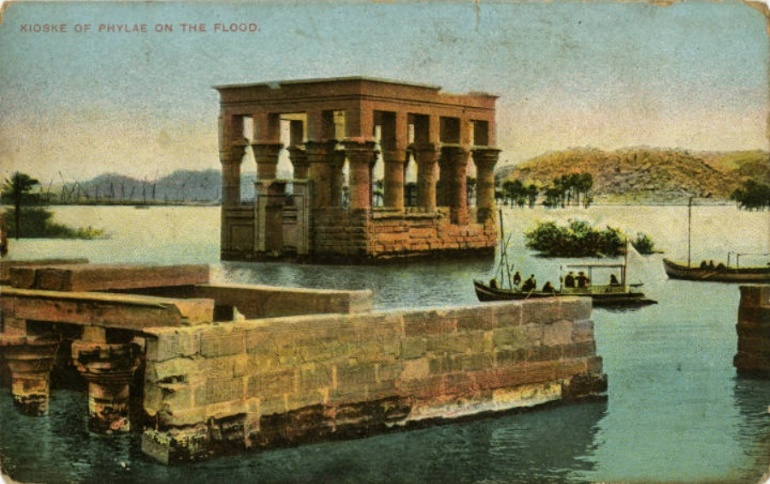 KIOSKE OF PHYLAE ON THE FLOOD.